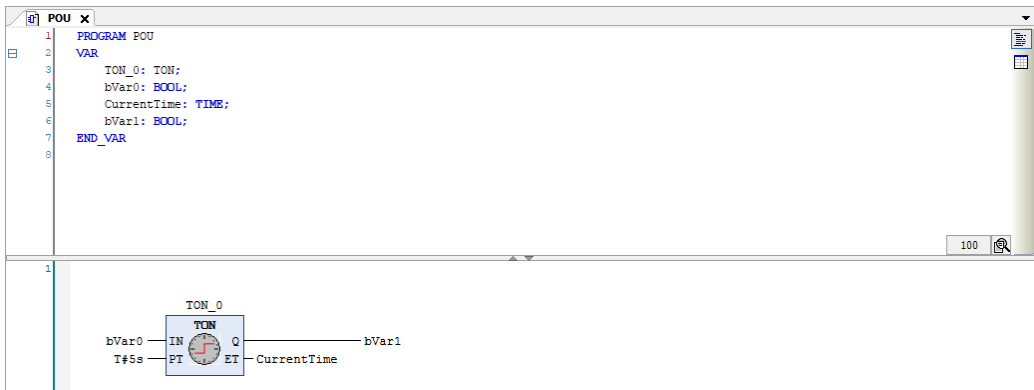 POU
1 PROGRAM POU
2 VAR
3 TON_0: TON;
4 bVar0: BOOL;
5 CurrentTime: TIME;
6 bVar1: BOOL;
7 END_VAR
8
100
1
TON_0
TON
bVar0 IN Q bVar1
T#5s PT ET CurrentTime